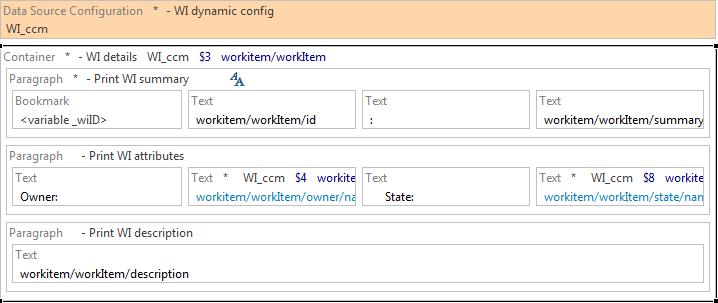 Data Source Configuration * - WI dynamic config
WI_ccm
Container * - WI details WI_ccm $3 workitem/workItem
Paragraph * - Print WI summary
Bookmark Text Text Text
<variable _wiID> workitem/workItem/id : workitem/workItem/summary
Paragraph - Print WI attributes
Text Text * WI_ccm $4 workite Text Text * WI_ccm $8 workite
Owner: workitem/workItem/owner/na State: workitem/workItem/state/nan
Paragraph - Print WI description
Text
workitem/workItem/description